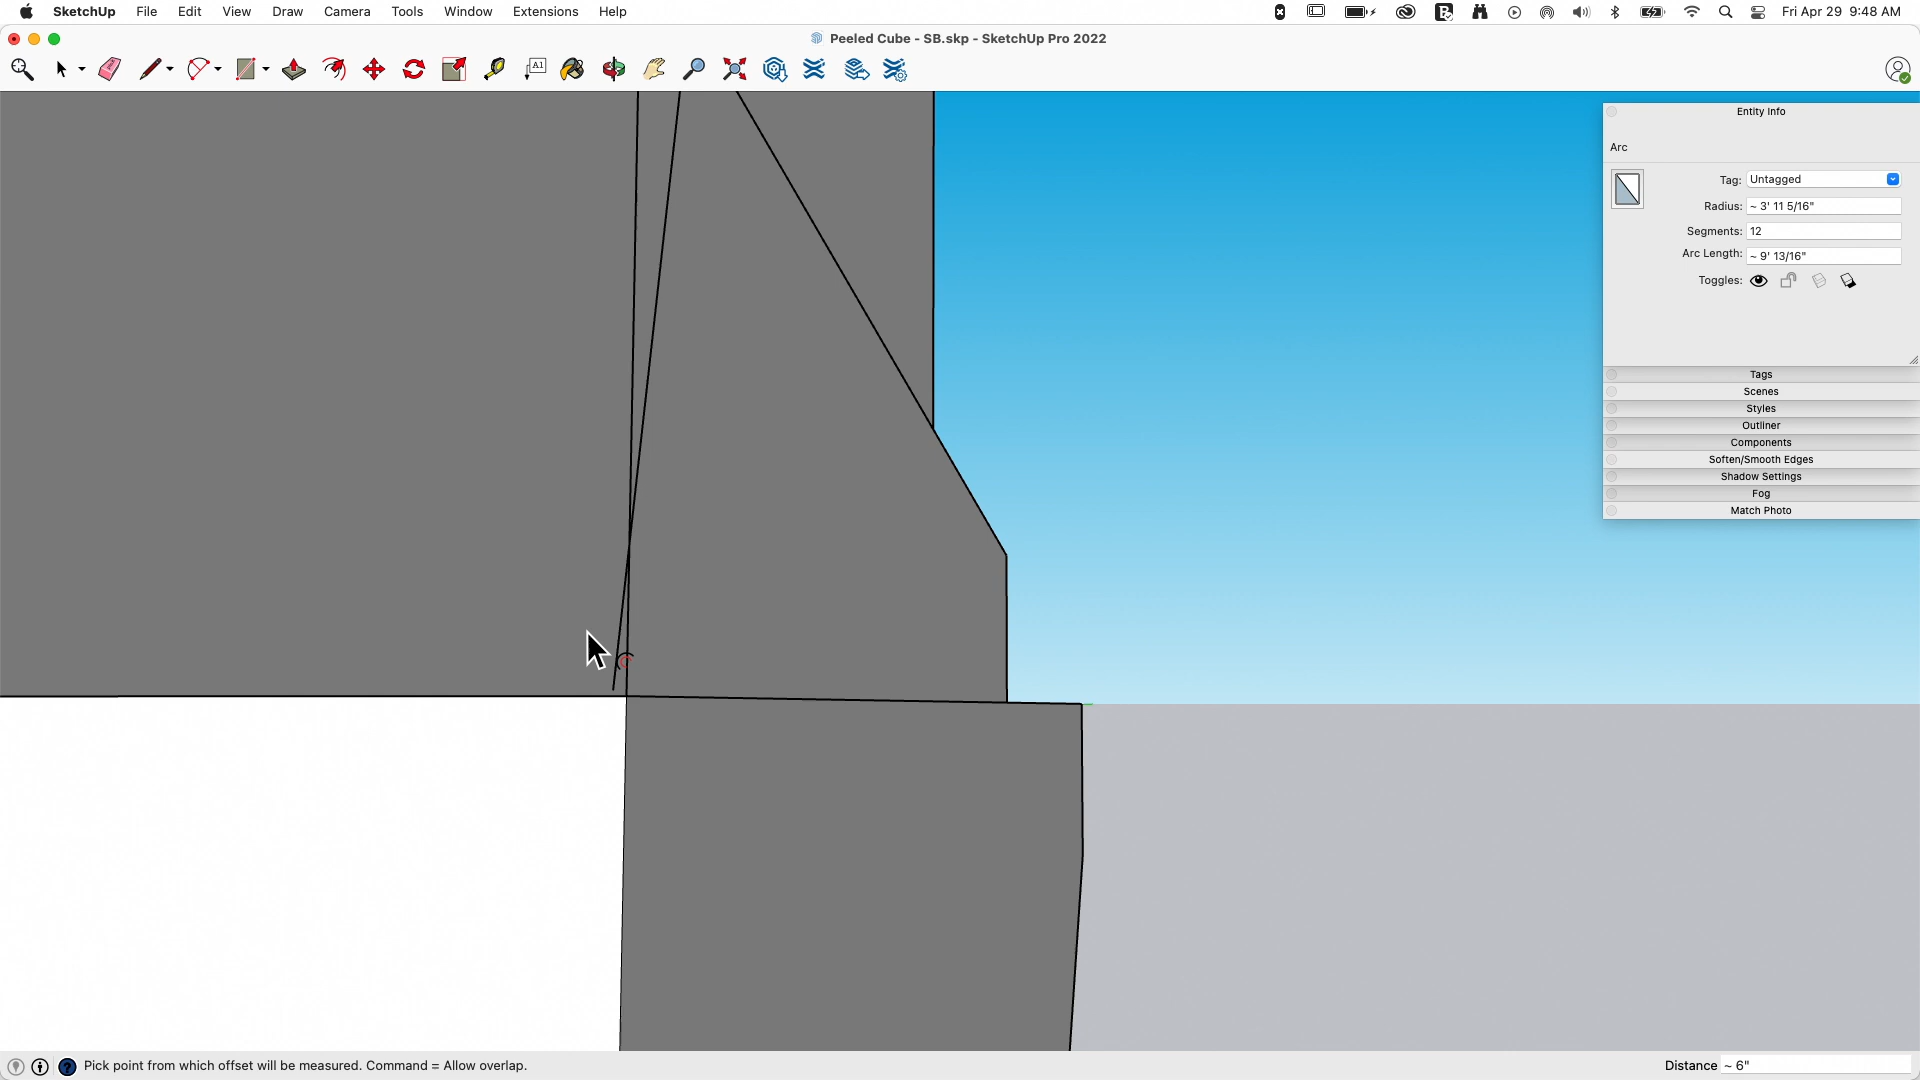 SketchUp File Edit View Draw Camera Tools Window Extensions Help Fri Apr 29 9:48 AM
Peeled Cube - SB.skp - SketchUp Pro 2022
A1
Entity Info
Arc
Tag: Untagged
Radius: ~ 3' 11 5/16"
Segments: 12
Arc Length: ~ 9' 13/16"
Toggles:
Tags
Scenes
Styles
Outliner
Components
Soften/Smooth Edges
Shadow Settings
Fog
Match Photo
Pick point from which offset will be measured. Command = Allow overlap. Distance ~ 6"